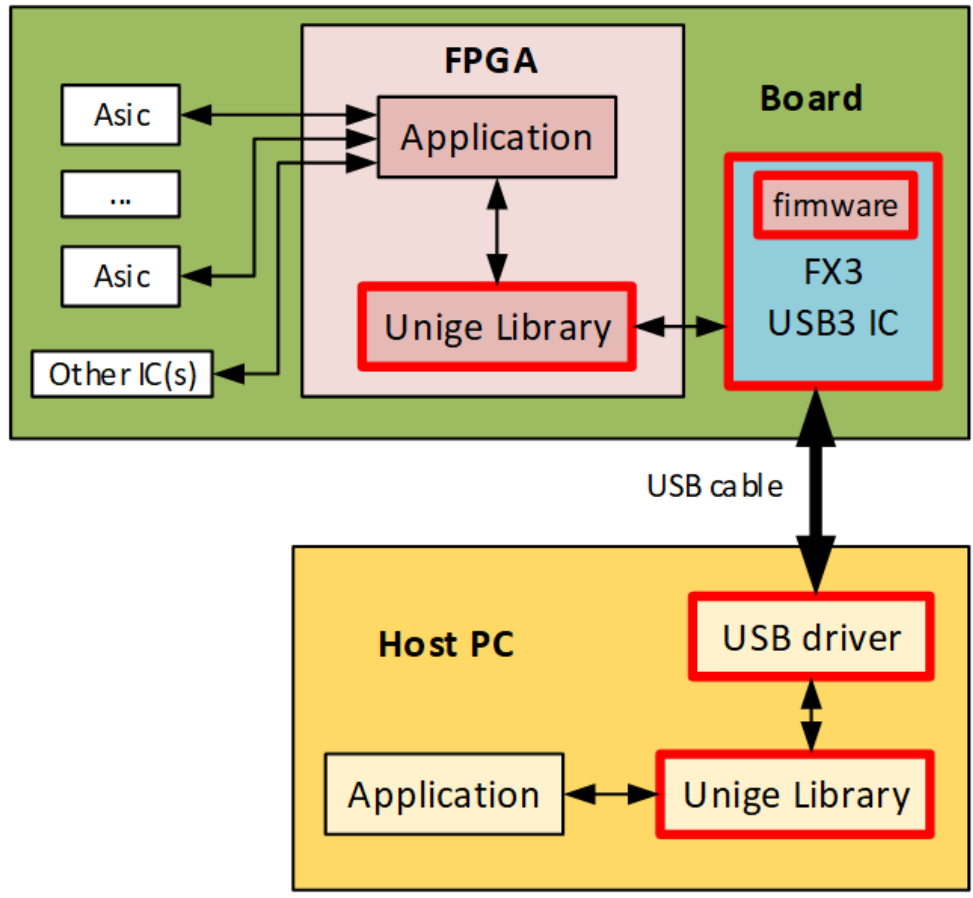 FPGA
Board
Asic
Application
...
firmware
Asic
FX3
USB3 IC
Unige Library
Other IC(s)
USB cable
Host PC
USB driver
Application
Unige Library